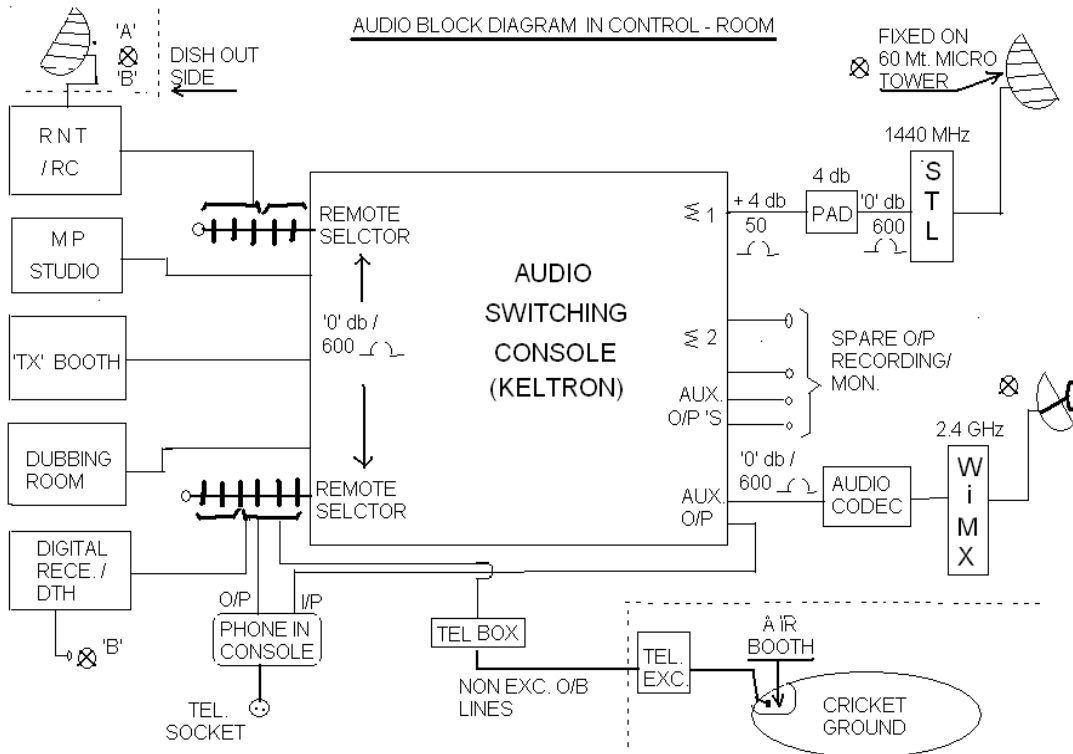 AUDIO BLOCK DIAGRAM IN CONTROL - ROOM
'A'
'B'
DISH OUT
SIDE
FIXED ON
60 Mt. MICRO
TOWER
R N T
/ RC
REMOTE
SELCTOR
M P
STUDIO
'TX' BOOTH
DUBBING
ROOM
DIGITAL
RECE. /
DTH
'B'
'0' db /
600
REMOTE
SELCTOR
AUDIO
SWITCHING
CONSOLE
(KELTRON)
Σ 1
+ 4 db
50
4 db
PAD
'0' db
600
1440 MHz
STL
Σ 2
AUX.
O/P 'S
SPARE O/P
RECORDING/
MON.
AUX.
O/P
'0' db /
600
AUDIO
CODEC
2.4 GHz
WiMX
O/P
I/P
PHONE IN
CONSOLE
TEL.
SOCKET
TEL BOX
NON EXC. O/B
LINES
TEL.
EXC.
A IR
BOOTH
CRICKET
GROUND